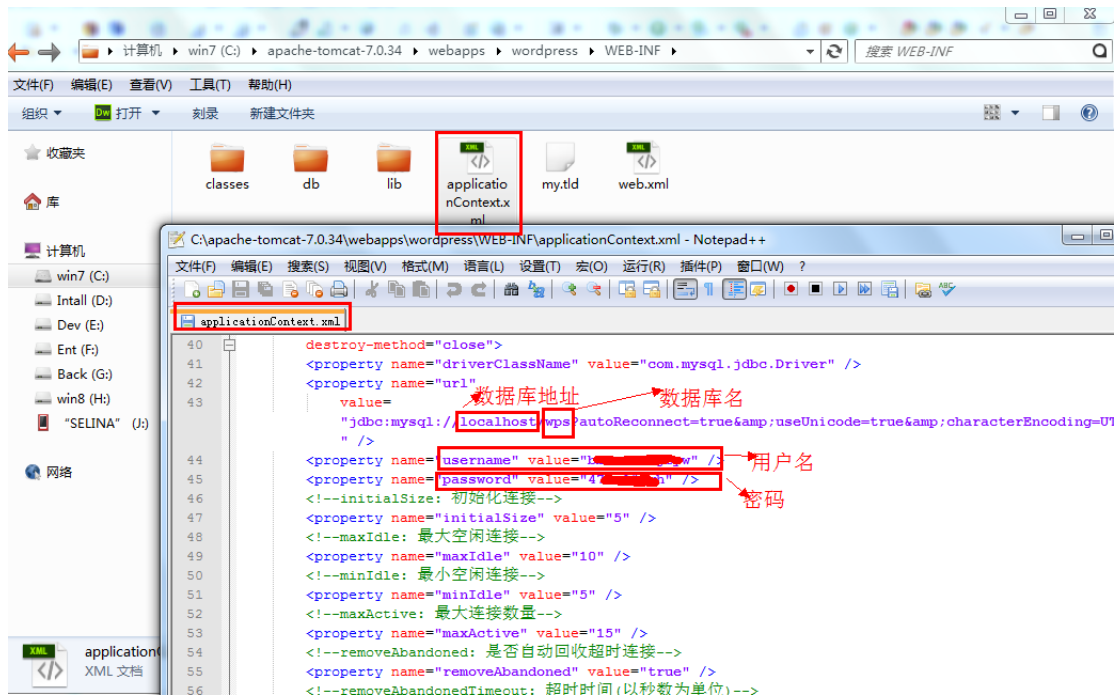 计算机 ▸ win7 (C:) ▸ apache-tomcat-7.0.34 ▸ webapps ▸ wordpress ▸ WEB-INF ▸
搜索 WEB-INF
文件(F) 编辑(E) 查看(V) 工具(T) 帮助(H)
组织 打开 刻录 新建文件夹
收藏夹
库
计算机
win7 (C:)
Intall (D:)
Dev (E:)
Ent (F:)
Back (G:)
win8 (H:)
“SELINA” (J:)
网络
classes
db
lib
applicatio
nContext.x
ml
my.tld
web.xml
C:\apache-tomcat-7.0.34\webapps\wordpress\WEB-INF\applicationContext.xml - Notepad++
文件(F) 编辑(E) 搜索(S) 视图(V) 格式(M) 语言(L) 设置(T) 宏(O) 运行(R) 插件(P) 窗口(W) ?
applicationContext.xml
40 destroy-method="close">
41 <property name="driverClassName" value="com.mysql.jdbc.Driver" />
42 <property name="url"
数据库地址
数据库名
43 value=
"jdbc:mysql://localhost/wps?autoReconnect=true&amp;useUnicode=true&amp;characterEncoding=UT
" />
44 <property name="username" value="b w" />
用户名
45 <property name="password" value="47 h" />
密码
46 <!--initialSize: 初始化连接-->
47 <property name="initialSize" value="5" />
48 <!--maxIdle: 最大空闲连接-->
49 <property name="maxIdle" value="10" />
50 <!--minIdle: 最小空闲连接-->
51 <property name="minIdle" value="5" />
52 <!--maxActive: 最大连接数量-->
53 <property name="maxActive" value="15" />
54 <!--removeAbandoned: 是否自动回收超时连接-->
55 <property name="removeAbandoned" value="true" />
56 <!--removeAbandonedTimeout: 超时时间(以秒数为单位)-->
application
XML 文档